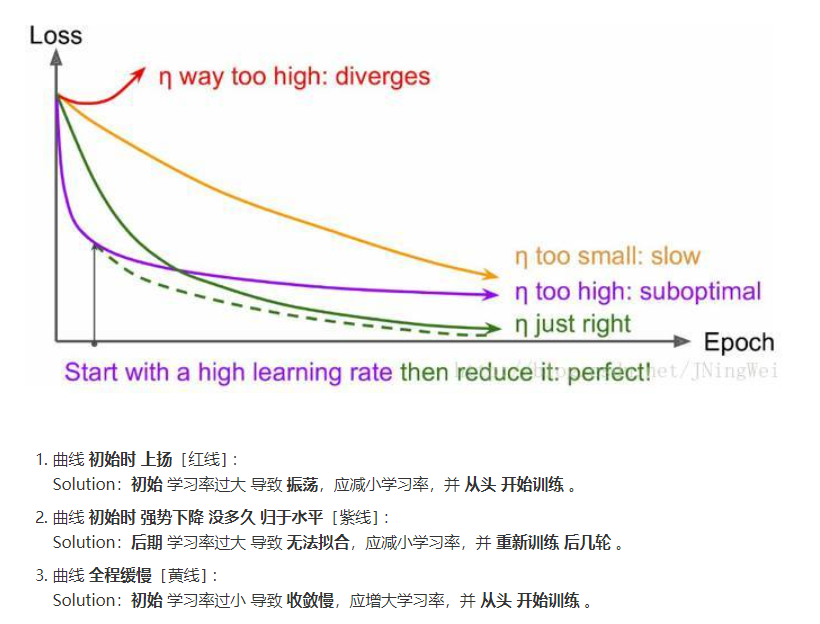 Loss
η way too high: diverges
η too small: slow
η too high: suboptimal
η just right
Epoch
Start with a high learning rate then reduce it: perfect!
1. 曲线 初始时 上扬［红线］：
Solution：初始 学习率过大 导致 振荡，应减小学习率，并 从头 开始训练 。
2. 曲线 初始时 强势下降 没多久 归于水平［紫线］：
Solution：后期 学习率过大 导致 无法拟合，应减小学习率，并 重新训练 后几轮 。
3. 曲线 全程缓慢［黄线］：
Solution：初始 学习率过小 导致 收敛慢，应增大学习率，并 从头 开始训练 。